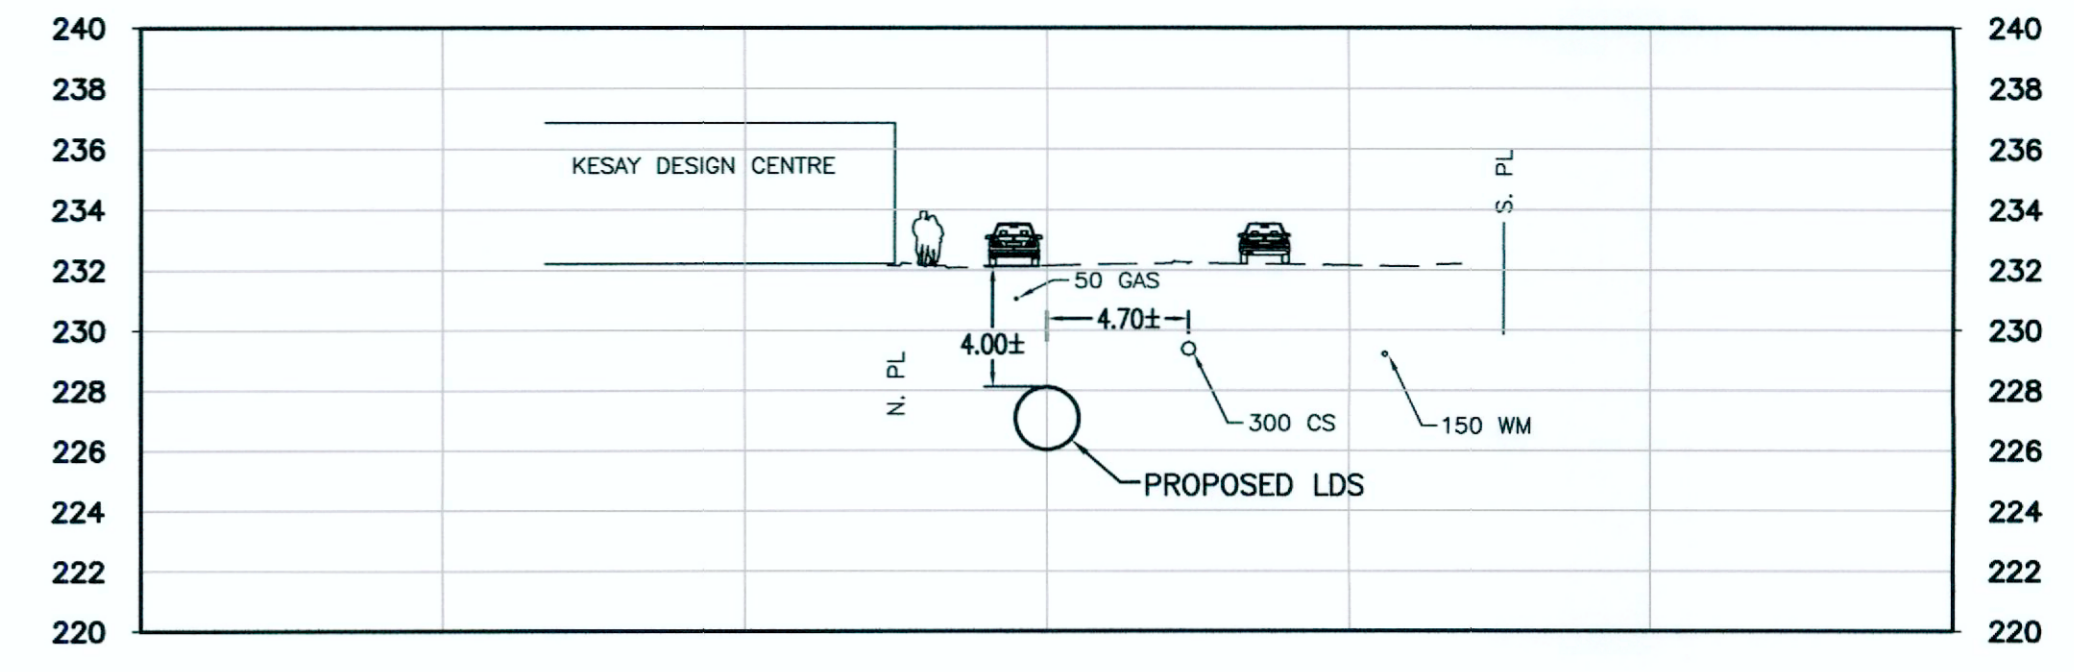 240 240
238 238
236 236
KESAY DESIGN CENTRE
S. PL
234 234
232 232
50 GAS
230 230
4.70±
4.00±
N. PL
228 228
300 CS
150 WM
226 226
PROPOSED LDS
224 224
222 222
220 220